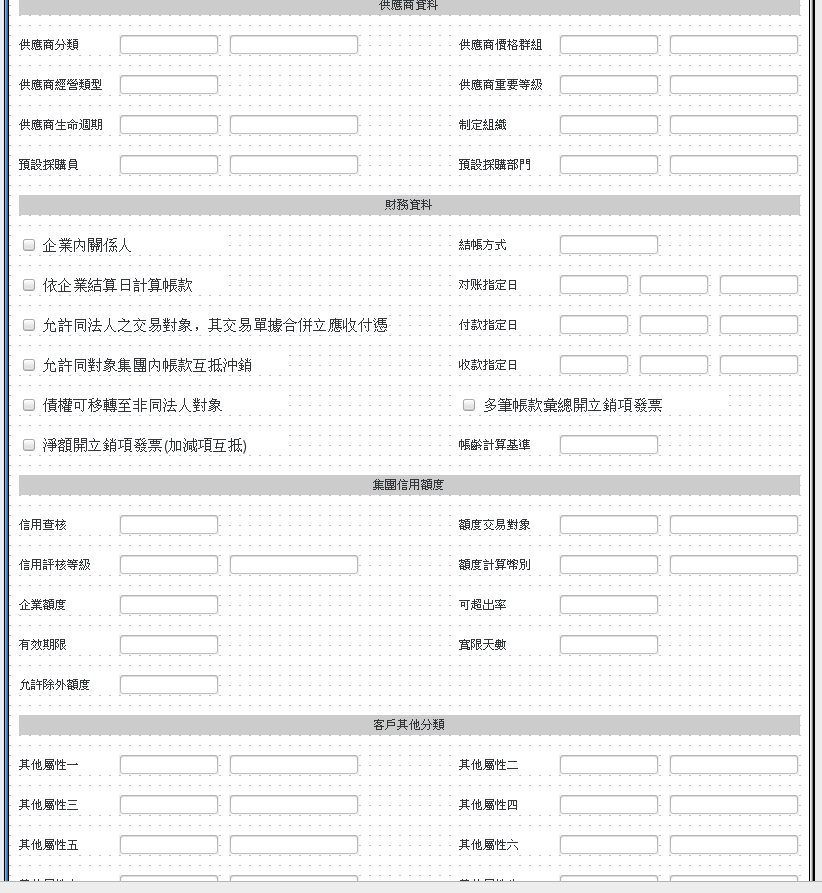 供應商資料
供應商分類 供應商價格群組
供應商經營類型 供應商重要等級
供應商生命週期 制定組織
預設採購員 預設採購部門
財務資料
企業內關係人 結帳方式
依企業結算日計算帳款 对账指定日
允許同法人之交易對象，其交易單據合併立應收付憑 付款指定日
允許同對象集團內帳款互抵沖銷 收款指定日
債權可移轉至非同法人對象 多筆帳款彙總開立銷項發票
淨額開立銷項發票(加減項互抵) 帳齡計算基準
集團信用額度
信用查核 額度交易對象
信用評核等級 額度計算幣別
企業額度 可超出率
有效期限 寬限天數
允許除外額度
客戶其他分類
其他屬性一 其他屬性二
其他屬性三 其他屬性四
其他屬性五 其他屬性六